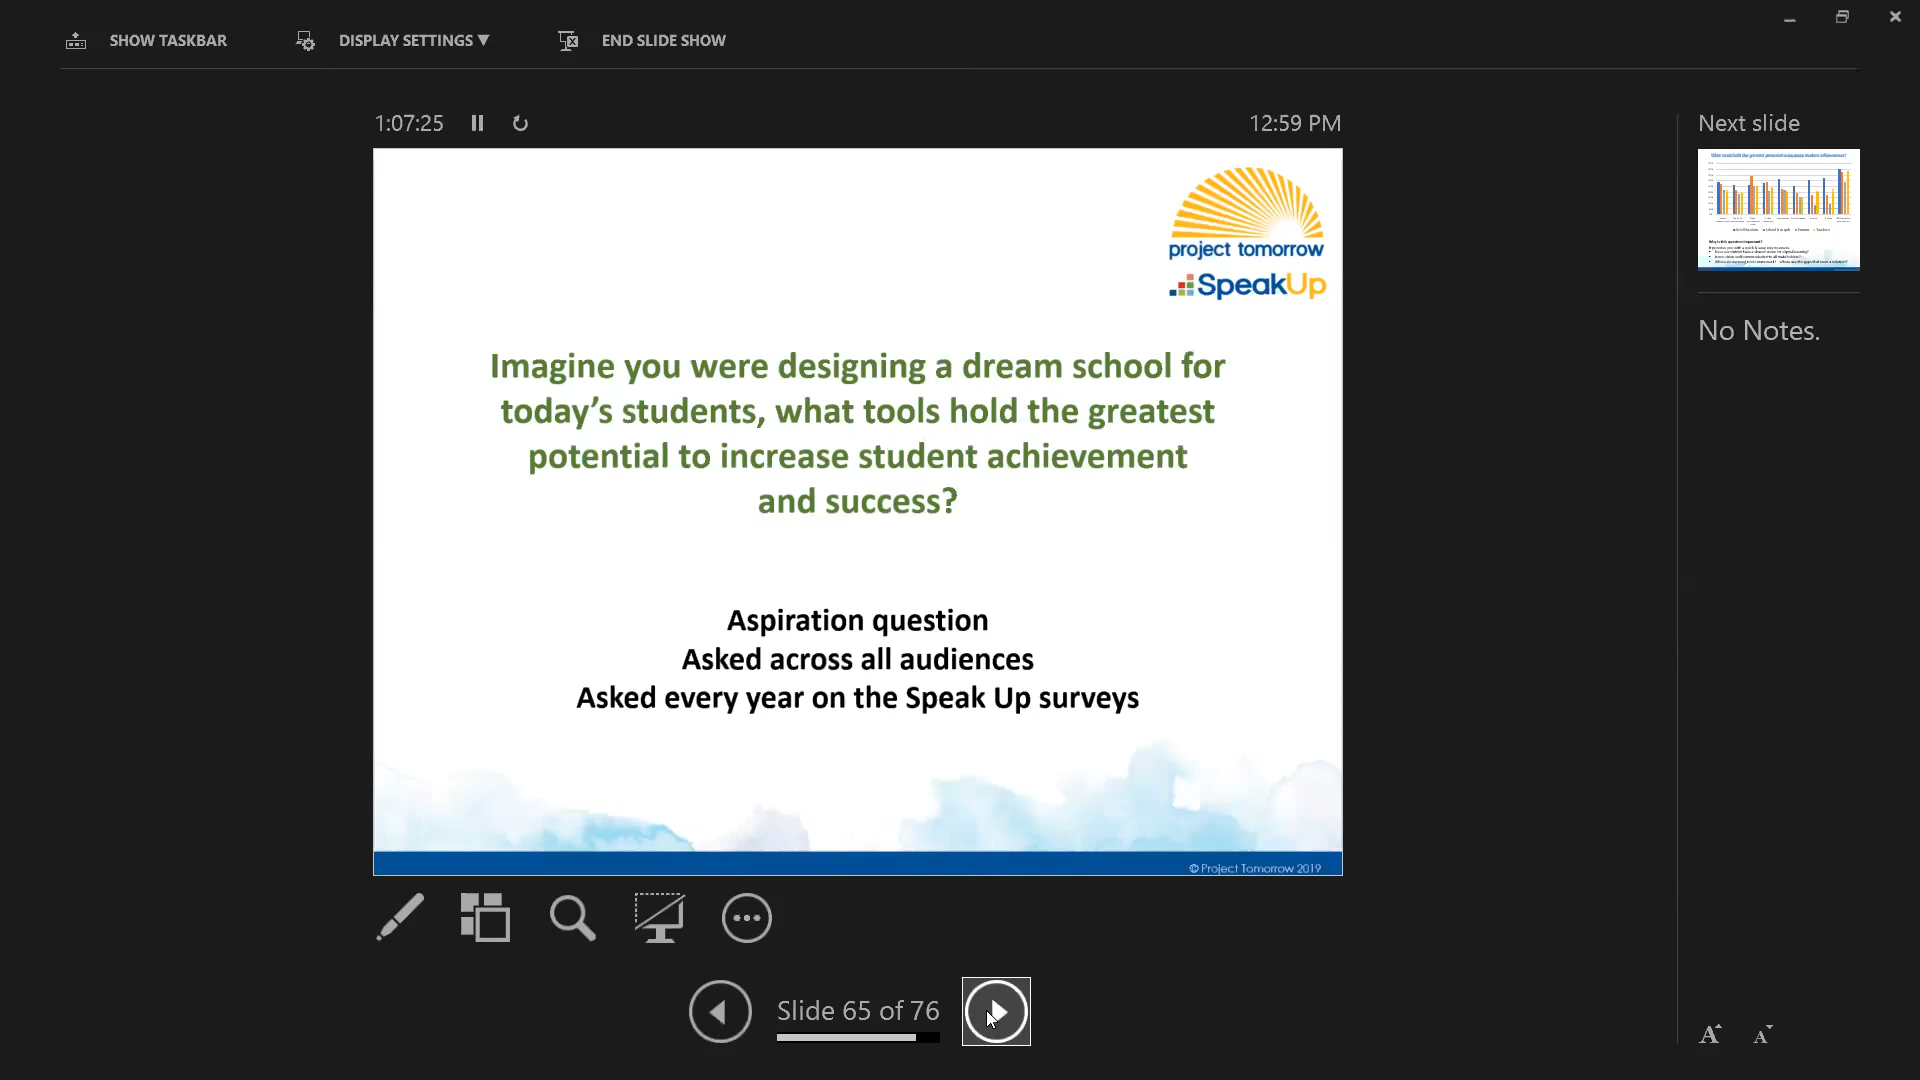 SHOW TASKBAR
DISPLAY SETTINGS ▼
END SLIDE SHOW
1:07:25
12:59 PM
Next slide
project tomorrow
SpeakUp
Imagine you were designing a dream school for
today’s students, what tools hold the greatest
potential to increase student achievement
and success?
Aspiration question
Asked across all audiences
Asked every year on the Speak Up surveys
© Project Tomorrow 2019
No Notes.
Slide 65 of 76
A
A